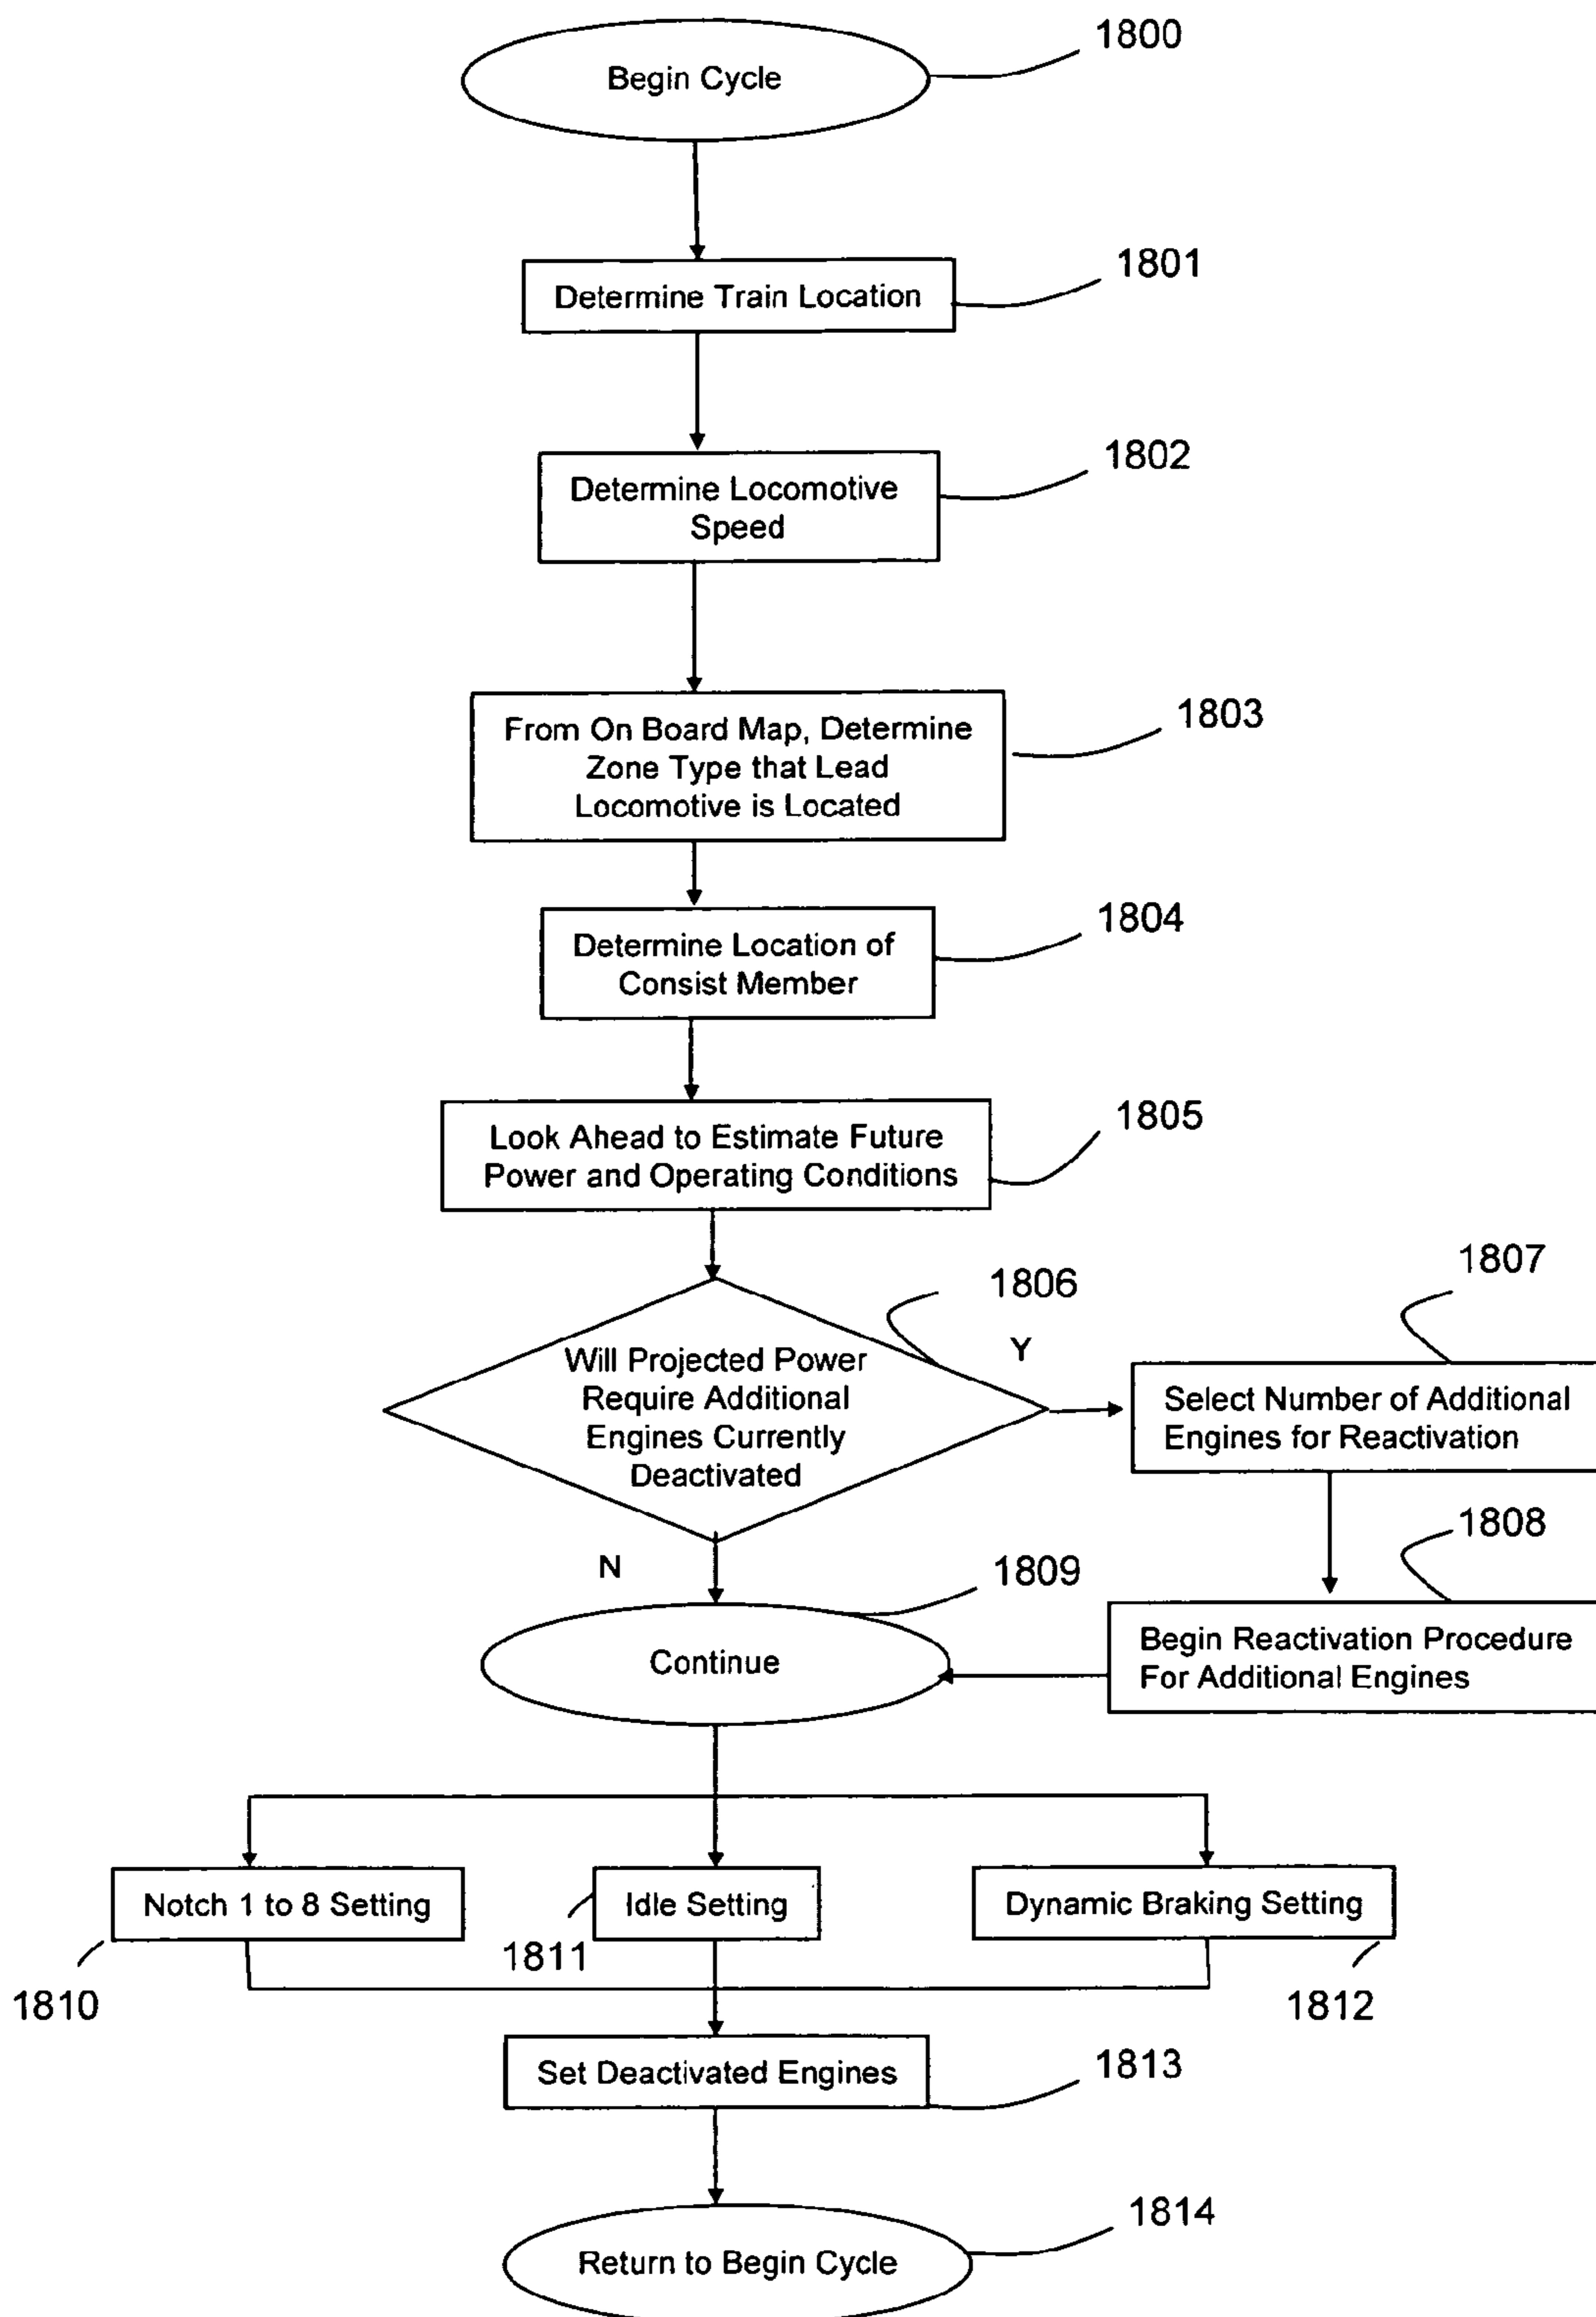 1800
Begin Cycle
1801
Determine Train Location
1802
Determine Locomotive
Speed
1803
From On Board Map, Determine
Zone Type that Lead
Locomotive is Located
1804
Determine Location of
Consist Member
1805
Look Ahead to Estimate Future
Power and Operating Conditions
1806
1807
Y
Will Projected Power
Require Additional
Engines Currently
Deactivated
Select Number of Additional
Engines for Reactivation
1808
N
1809
Begin Reactivation Procedure
For Additional Engines
Continue
Notch 1 to 8 Setting
Idle Setting
Dynamic Braking Setting
1811
1810
1812
Set Deactivated Engines
1813
1814
Return to Begin Cycle